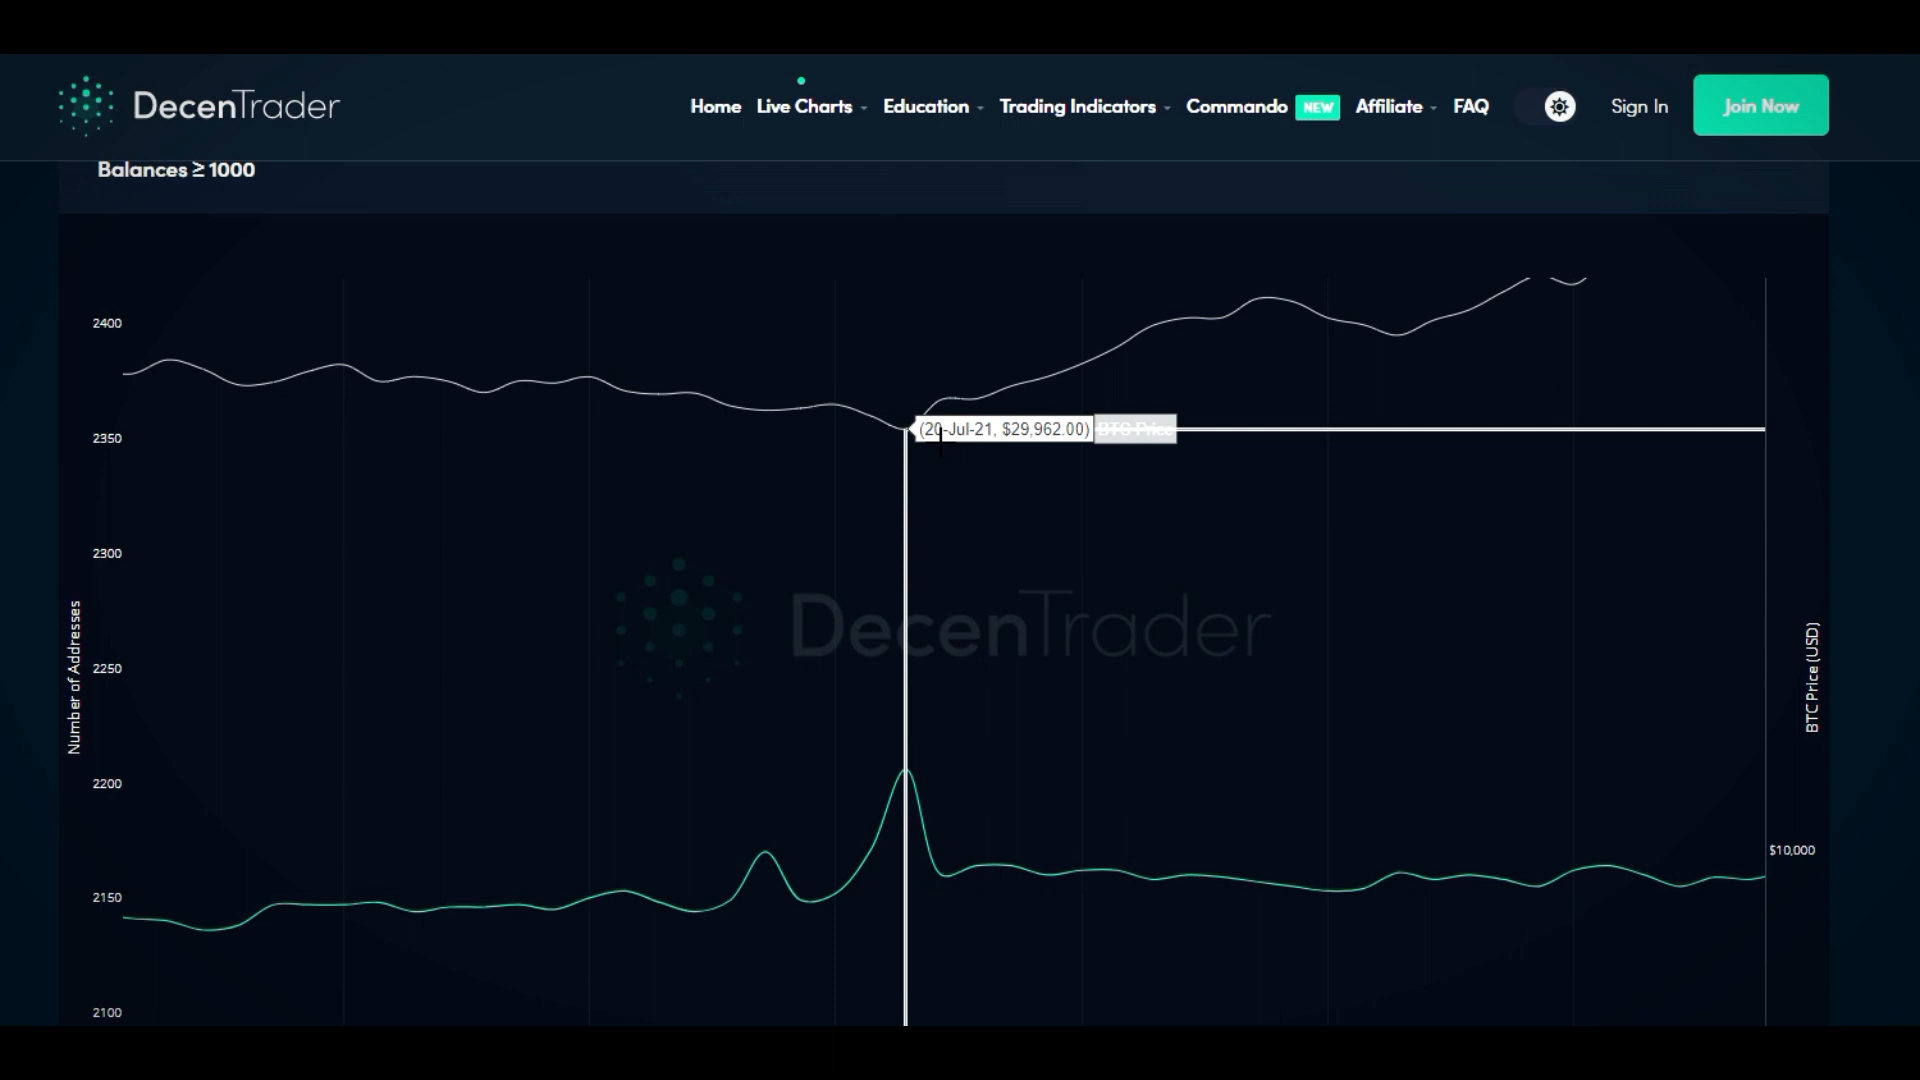 DecenTrader
Home Live Charts Education Trading Indicators Commando NEW Affiliate FAQ Sign In Join Now
Balances ≥ 1000
2400
2350
2300
2250
2200
2150
2100
Number of Addresses
(20-Jul-21, $29,962.00) BTC Price
DecenTrader
BTC Price (USD)
$10,000